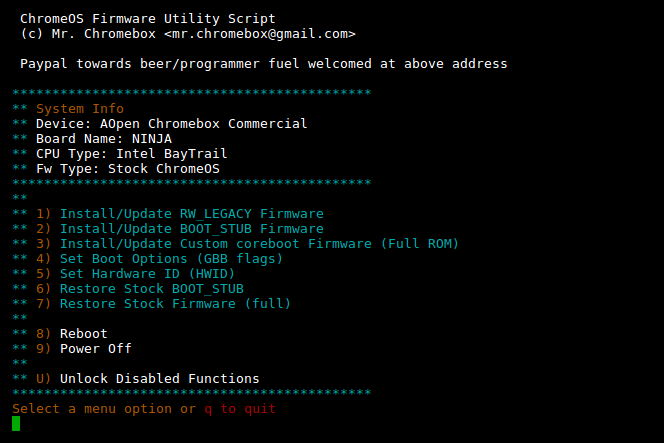 ChromeOS Firmware Utility Script
(c) Mr. Chromebox <mr.chromebox@gmail.com>
Paypal towards beer/programmer fuel welcomed at above address
*********************************************
** System Info
** Device: AOpen Chromebox Commercial
** Board Name: NINJA
** CPU Type: Intel BayTrail
** Fw Type: Stock ChromeOS
*********************************************
**
** 1) Install/Update RW_LEGACY Firmware
** 2) Install/Update BOOT_STUB Firmware
** 3) Install/Update Custom coreboot Firmware (Full ROM)
** 4) Set Boot Options (GBB flags)
** 5) Set Hardware ID (HWID)
** 6) Restore Stock BOOT_STUB
** 7) Restore Stock Firmware (full)
**
** 8) Reboot
** 9) Power Off
**
** U) Unlock Disabled Functions
*********************************************
Select a menu option or q to quit